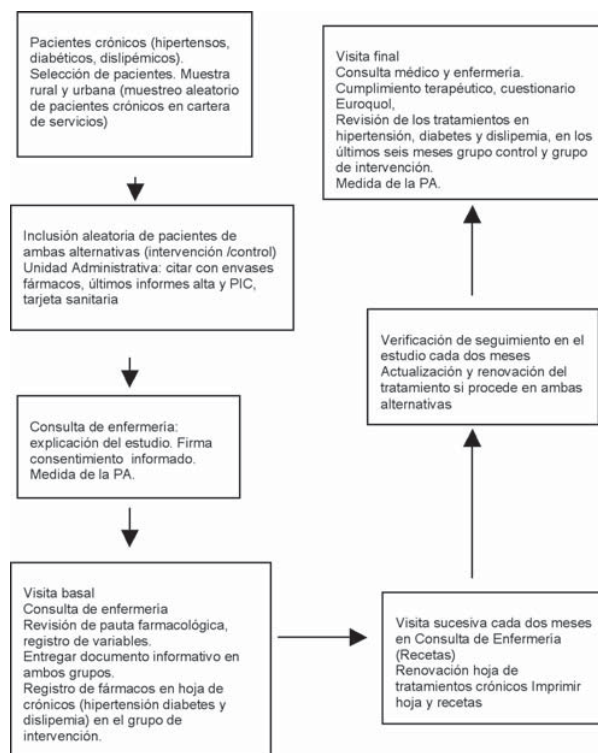 Pacientes crónicos (hipertensos,
diabéticos, dislipémicos).
Selección de pacientes. Muestra
rural y urbana (muestreo aleatorio
de pacientes crónicos en cartera
de servicios)
Inclusión aleatoria de pacientes de
ambas alternativas (intervención /control)
Unidad Administrativa: citar con envases
fármacos, últimos informes alta y PIC,
tarjeta sanitaria
Consulta de enfermería:
explicación del estudio. Firma
consentimiento informado.
Medida de la PA.
Visita basal
Consulta de enfermería
Revisión de pauta farmacológica,
registro de variables.
Entregar documento informativo en
ambos grupos.
Registro de fármacos en hoja de
crónicos (hipertensión diabetes y
dislipemia) en el grupo de
intervención.
Visita sucesiva cada dos meses
en Consulta de Enfermería
(Recetas)
Renovación hoja de
tratamientos crónicos Imprimir
hoja y recetas
Verificación de seguimiento en el
estudio cada dos meses
Actualización y renovación del
tratamiento si procede en ambas
alternativas
Visita final
Consulta médico y enfermería.
Cumplimiento terapéutico, cuestionario
Euroquol,
Revisión de los tratamientos en
hipertensión, diabetes y dislipemia, en los
últimos seis meses grupo control y grupo
de intervención.
Medida de la PA.